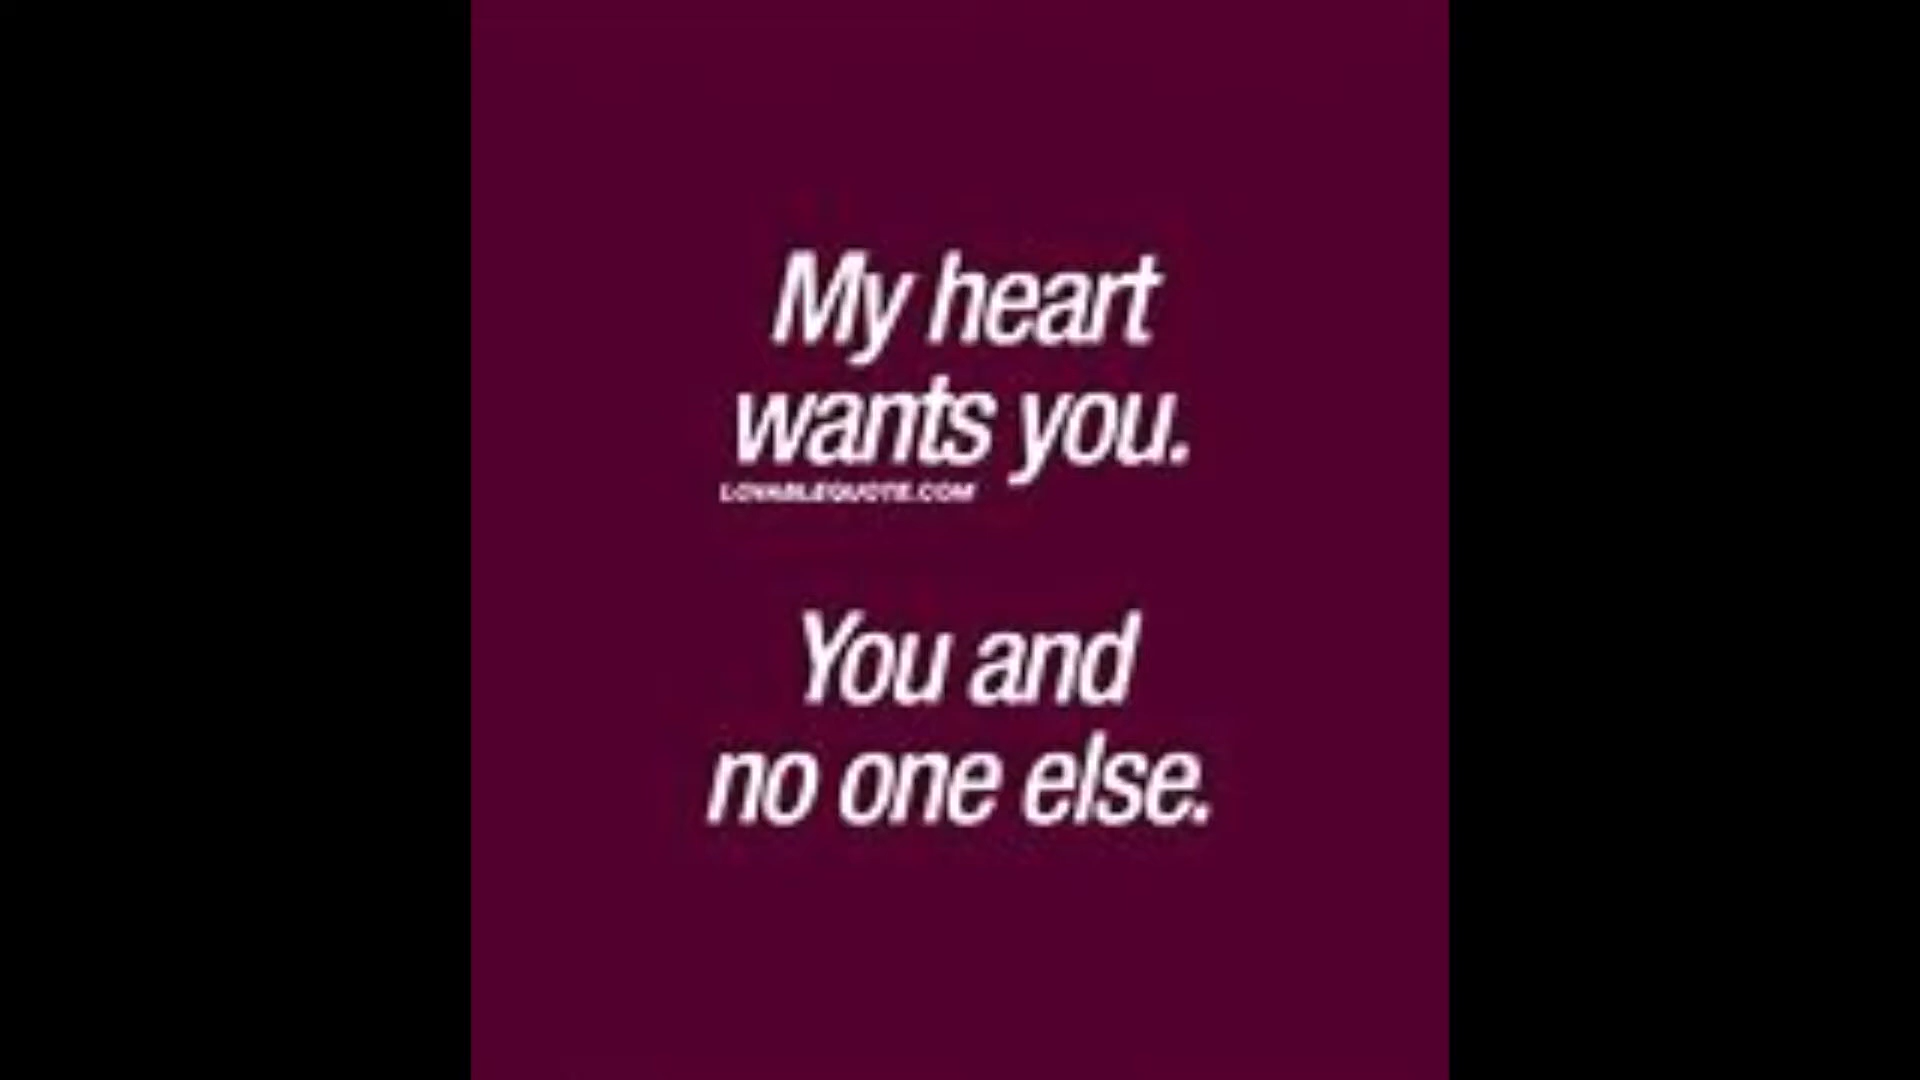 My heart
wants you.
LOVABLEQUOTE.COM
You and
no one else.